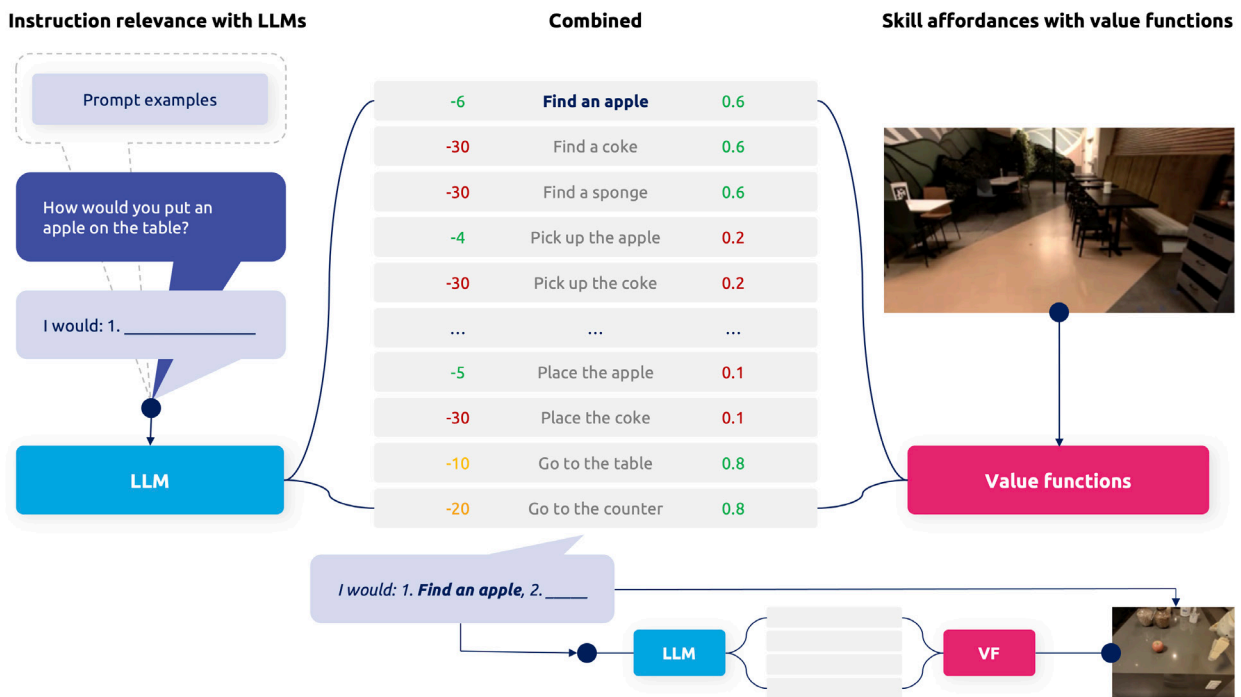 Instruction relevance with LLMs
Combined
Skill affordances with value functions
Prompt examples
How would you put an
apple on the table?
I would: 1. _______________
LLM
-6 Find an apple 0.6
-30 Find a coke 0.6
-30 Find a sponge 0.6
-4 Pick up the apple 0.2
-30 Pick up the coke 0.2
... ... ...
-5 Place the apple 0.1
-30 Place the coke 0.1
-10 Go to the table 0.8
-20 Go to the counter 0.8
Value functions
I would: 1. Find an apple, 2. _____
LLM
VF